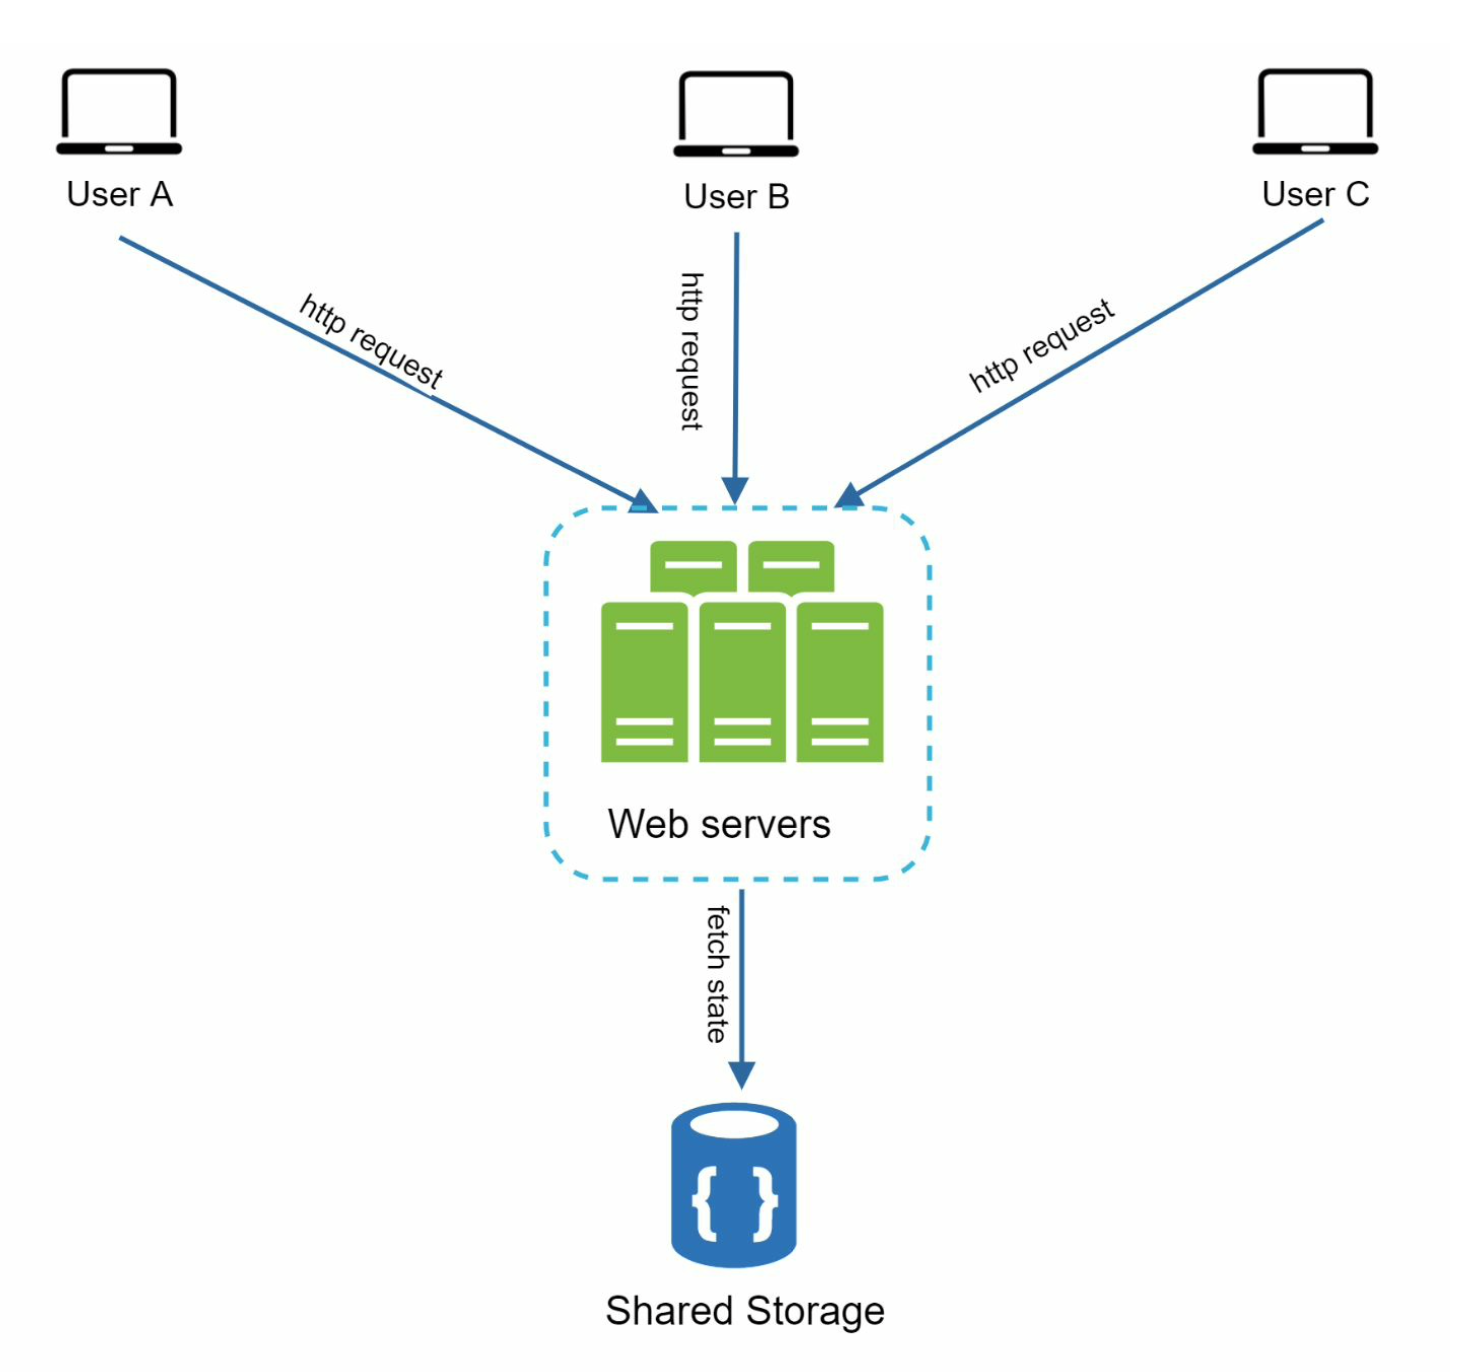 User A
User B
User C
http request
http request
http request
Web servers
fetch state
{ }
Shared Storage